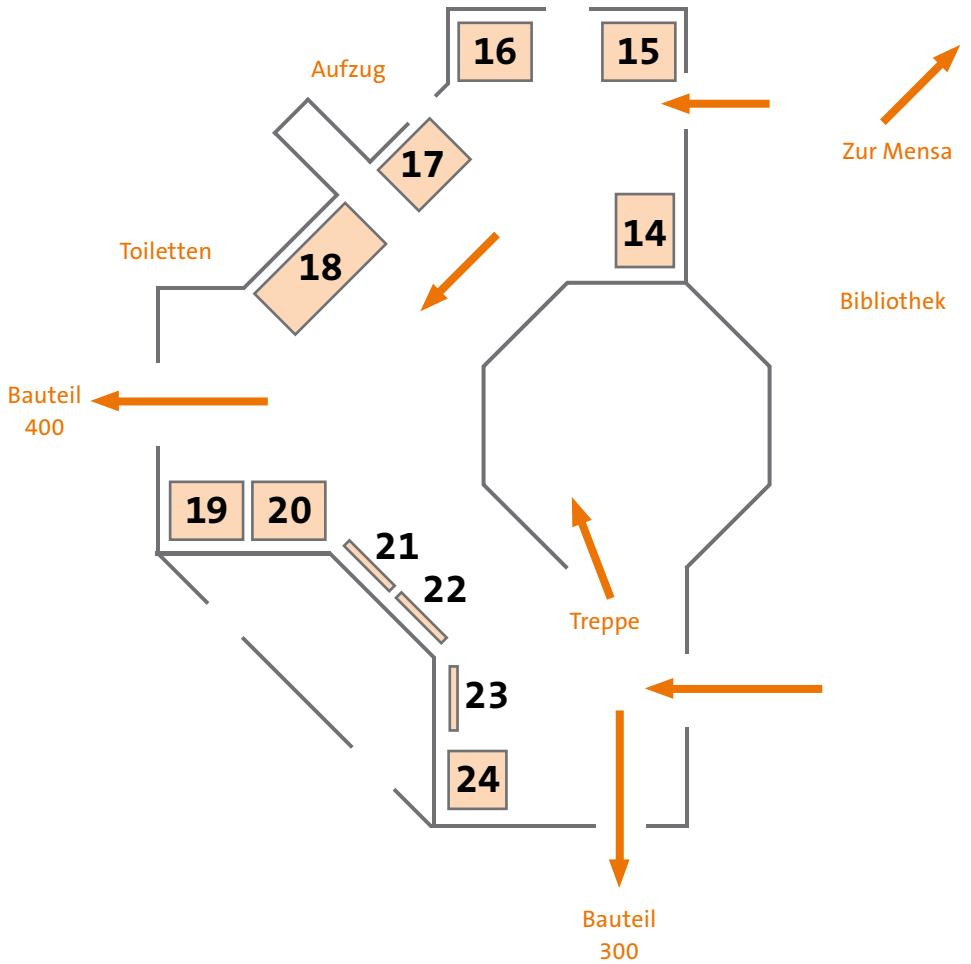 16
15
Aufzug
Zur Mensa
17
14
Toiletten
18
Bibliothek
Bauteil
400
19
20
21
22
Treppe
23
24
Bauteil
300